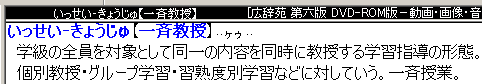 いっせい‐きょうじゅ【一斉教授】 [広辞苑 第六版 DVD-ROM版－動画・画像・音
いっせい‐きょうじゅ【一斉教授】‥ケウ‥
学級の全員を対象として同一の内容を同時に教授する学習指導の形態。
個別教授・グループ学習・習熟度別学習などに対していう。一斉授業。